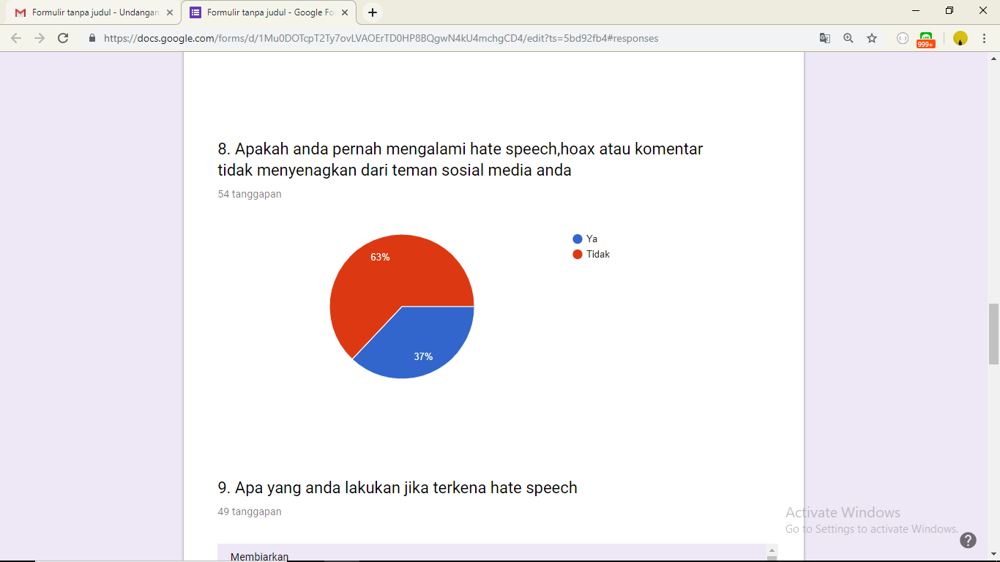 Formulir tanpa judul - Undangan
Formulir tanpa judul - Google Fo
https://docs.google.com/forms/d/1Mu0DOTcpT2Ty7ovLVAOErTD0HP8BQgwN4kU4mchgCD4/edit?ts=5bd92fb4#responses
999+
8. Apakah anda pernah mengalami hate speech,hoax atau komentar
tidak menyenagkan dari teman sosial media anda
54 tanggapan
Ya
Tidak
63%
37%
9. Apa yang anda lakukan jika terkena hate speech
49 tanggapan
Activate Windows
Go to Settings to activate Windows.
Membiarkan